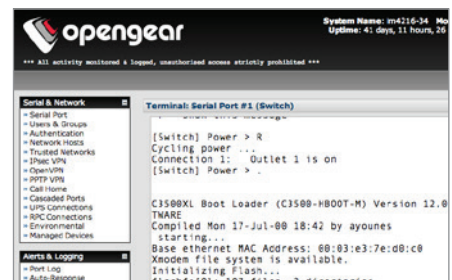 opengear
System Name: im4216-34 Mo
Uptime: 41 days, 11 hours, 26
*** All activity monitored & logged, unauthorized access strictly prohibited ***
Serial & Network
» Serial Port
» Users & Groups
» Authentication
» Network Hosts
» Trusted Networks
» IPsec VPN
» OpenVPN
» PPTP VPN
» Call Home
» Cascaded Ports
» UPS Connections
» RPC Connections
» Environmental
» Managed Devices
Alerts & Logging
» Port Log
» Auto-Response
Terminal: Serial Port #1 (Switch)
[Switch] Power > R
Cycling power ...
Connection 1: Outlet 1 is on
[Switch] Power > .
C3500XL Boot Loader (C3500-HBOOT-M) Version 12.0
TWARE
Compiled Mon 17-Jul-00 18:42 by ayounes
starting...
Base ethernet MAC Address: 00:03:e3:7e:d0:c0
Xmodem file system is available.
Initializing Flash...